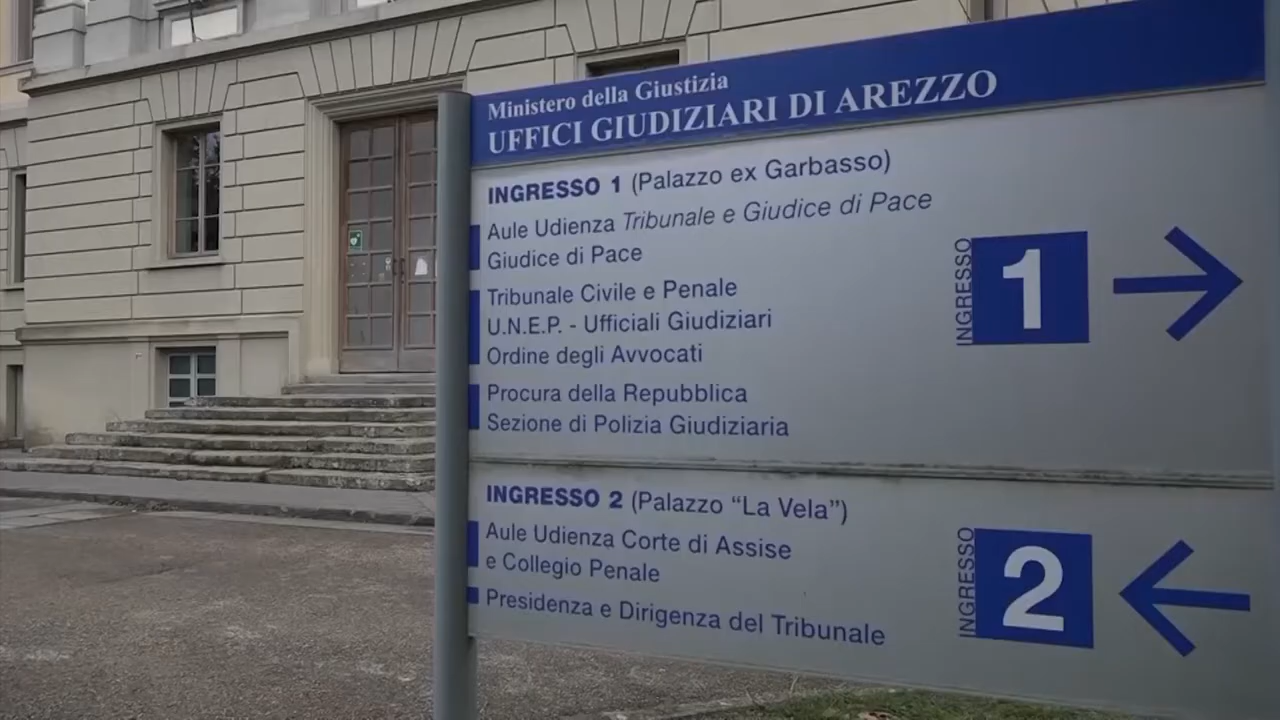 Ministero della Giustizia
UFFICI GIUDIZIARI DI AREZZO
INGRESSO 1 (Palazzo ex Garbasso)
Aule Udienza Tribunale e Giudice di Pace
Giudice di Pace
Tribunale Civile e Penale
U.N.E.P. - Ufficiali Giudiziari
Ordine degli Avvocati
Procura della Repubblica
Sezione di Polizia Giudiziaria
INGRESSO
1
INGRESSO 2 (Palazzo “La Vela”)
Aule Udienza Corte di Assise
e Collegio Penale
Presidenza e Dirigenza del Tribunale
INGRESSO
2